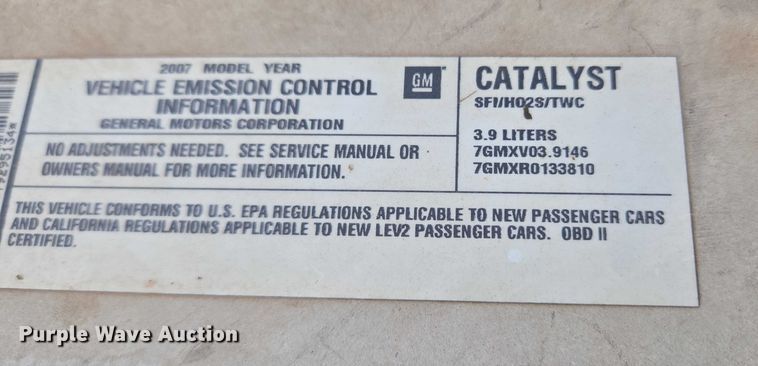 2007 MODEL YEAR
VEHICLE EMISSION CONTROL
INFORMATION
GENERAL MOTORS CORPORATION
GM
NO ADJUSTMENTS NEEDED. SEE SERVICE MANUAL OR
OWNERS MANUAL FOR MORE INFORMATION.
CATALYST
SFI/HO2S/TWC
3.9 LITERS
7GMXV03.9146
7GMXR0133810
THIS VEHICLE CONFORMS TO U.S. EPA REGULATIONS APPLICABLE TO NEW PASSENGER CARS
AND CALIFORNIA REGULATIONS APPLICABLE TO NEW LEV2 PASSENGER CARS. OBD II
CERTIFIED.
Purple Wave Auction